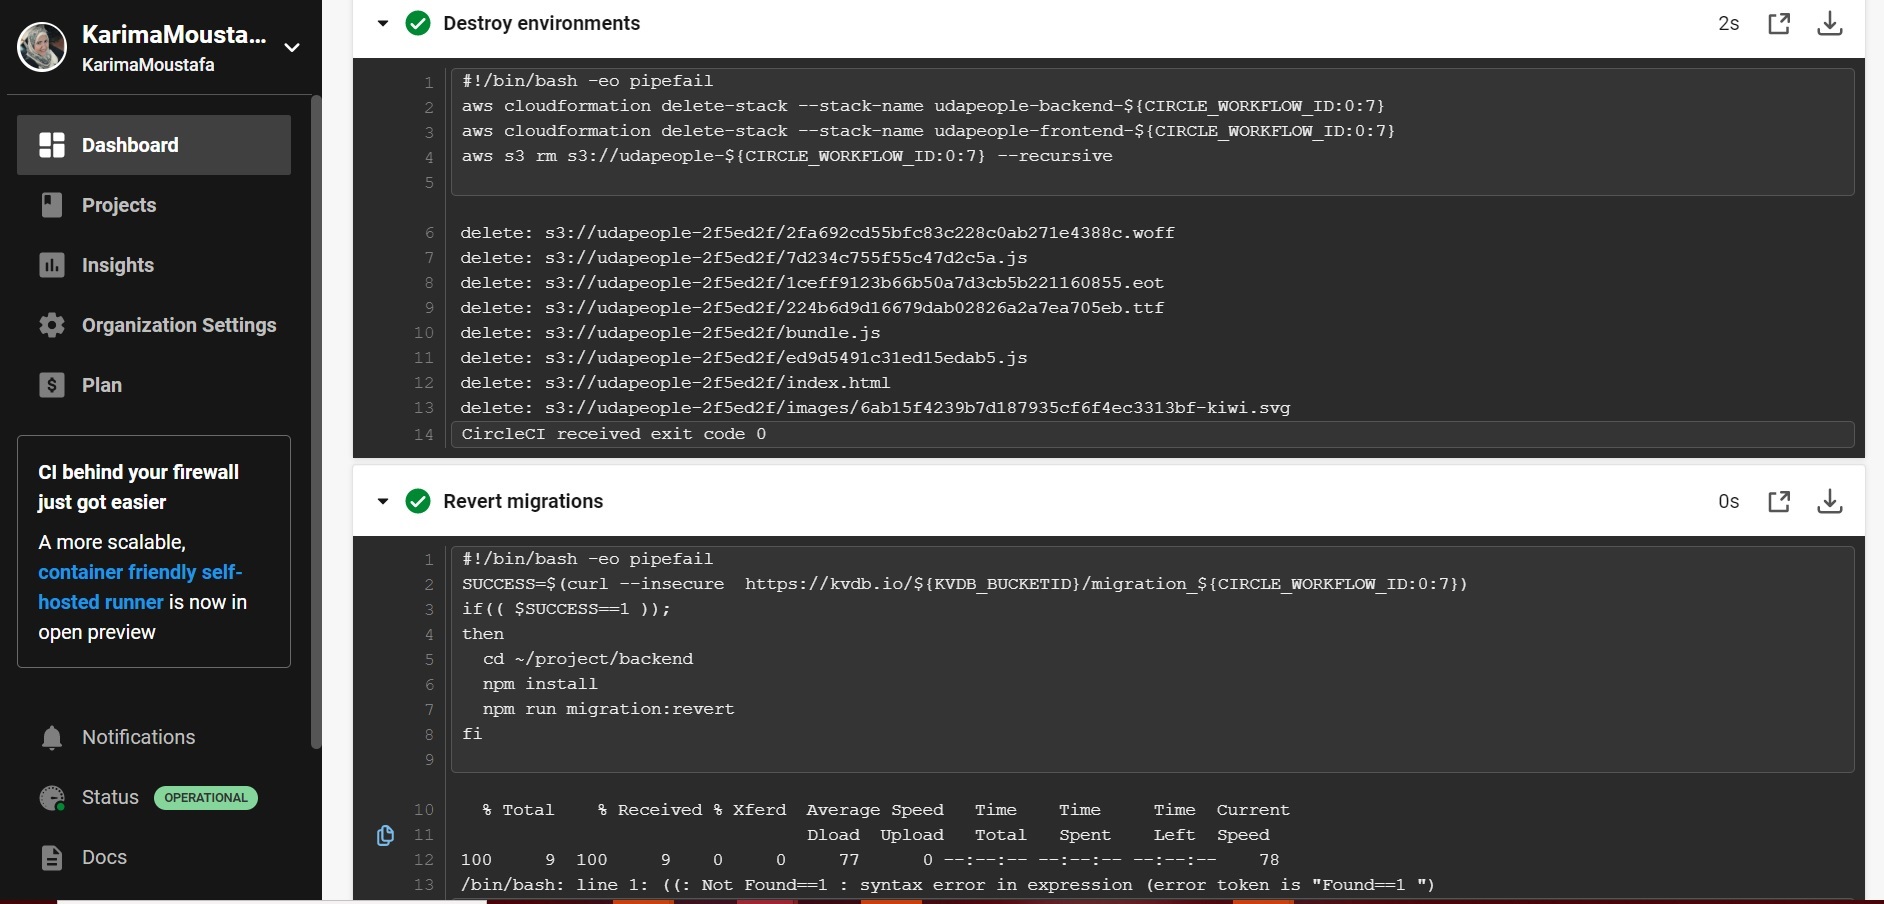 KarimaMousta...
KarimaMoustafa
Dashboard
Projects
Insights
Organization Settings
Plan
CI behind your firewall
just got easier
A more scalable,
container friendly self-
hosted runner is now in
open preview
Notifications
Status OPERATIONAL
Docs
Destroy environments 2s
1 #!/bin/bash -eo pipefail
2 aws cloudformation delete-stack --stack-name udapeople-backend-${CIRCLE_WORKFLOW_ID:0:7}
3 aws cloudformation delete-stack --stack-name udapeople-frontend-${CIRCLE_WORKFLOW_ID:0:7}
4 aws s3 rm s3://udapeople-${CIRCLE_WORKFLOW_ID:0:7} --recursive
5
6 delete: s3://udapeople-2f5ed2f/2fa692cd55bfc83c228c0ab271e4388c.woff
7 delete: s3://udapeople-2f5ed2f/7d234c755f55c47d2c5a.js
8 delete: s3://udapeople-2f5ed2f/1ceff9123b66b50a7d3cb5b221160855.eot
9 delete: s3://udapeople-2f5ed2f/224b6d9d16679dab02826a2a7ea705eb.ttf
10 delete: s3://udapeople-2f5ed2f/bundle.js
11 delete: s3://udapeople-2f5ed2f/ed9d5491c31ed15edab5.js
12 delete: s3://udapeople-2f5ed2f/index.html
13 delete: s3://udapeople-2f5ed2f/images/6ab15f4239b7d187935cf6f4ec3313bf-kiwi.svg
14 CircleCI received exit code 0
Revert migrations 0s
1 #!/bin/bash -eo pipefail
2 SUCCESS=$(curl --insecure  https://kvdb.io/${KVDB_BUCKETID}/migration_${CIRCLE_WORKFLOW_ID:0:7})
3 if(( $SUCCESS==1 ));
4 then
5   cd ~/project/backend
6   npm install
7   npm run migration:revert
8 fi
9
10   % Total    % Received % Xferd  Average Speed   Time    Time     Time  Current
11                                  Dload  Upload   Total   Spent    Left  Speed
12 100     9  100     9    0     0     77      0 --:--:-- --:--:-- --:--:--    78
13 /bin/bash: line 1: ((: Not Found==1 : syntax error in expression (error token is "Found==1 ")